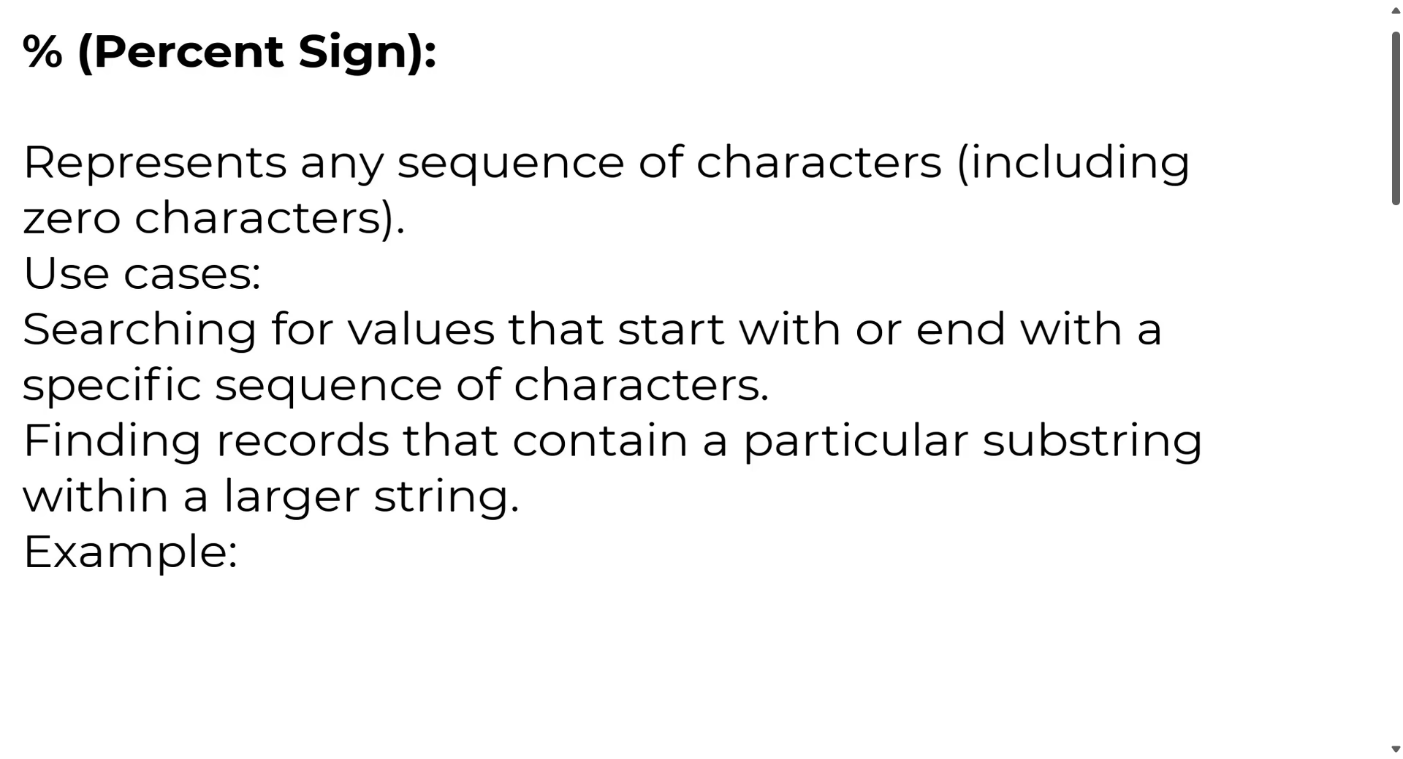 % (Percent Sign):
Represents any sequence of characters (including
zero characters).
Use cases:
Searching for values that start with or end with a
specific sequence of characters.
Finding records that contain a particular substring
within a larger string.
Example: